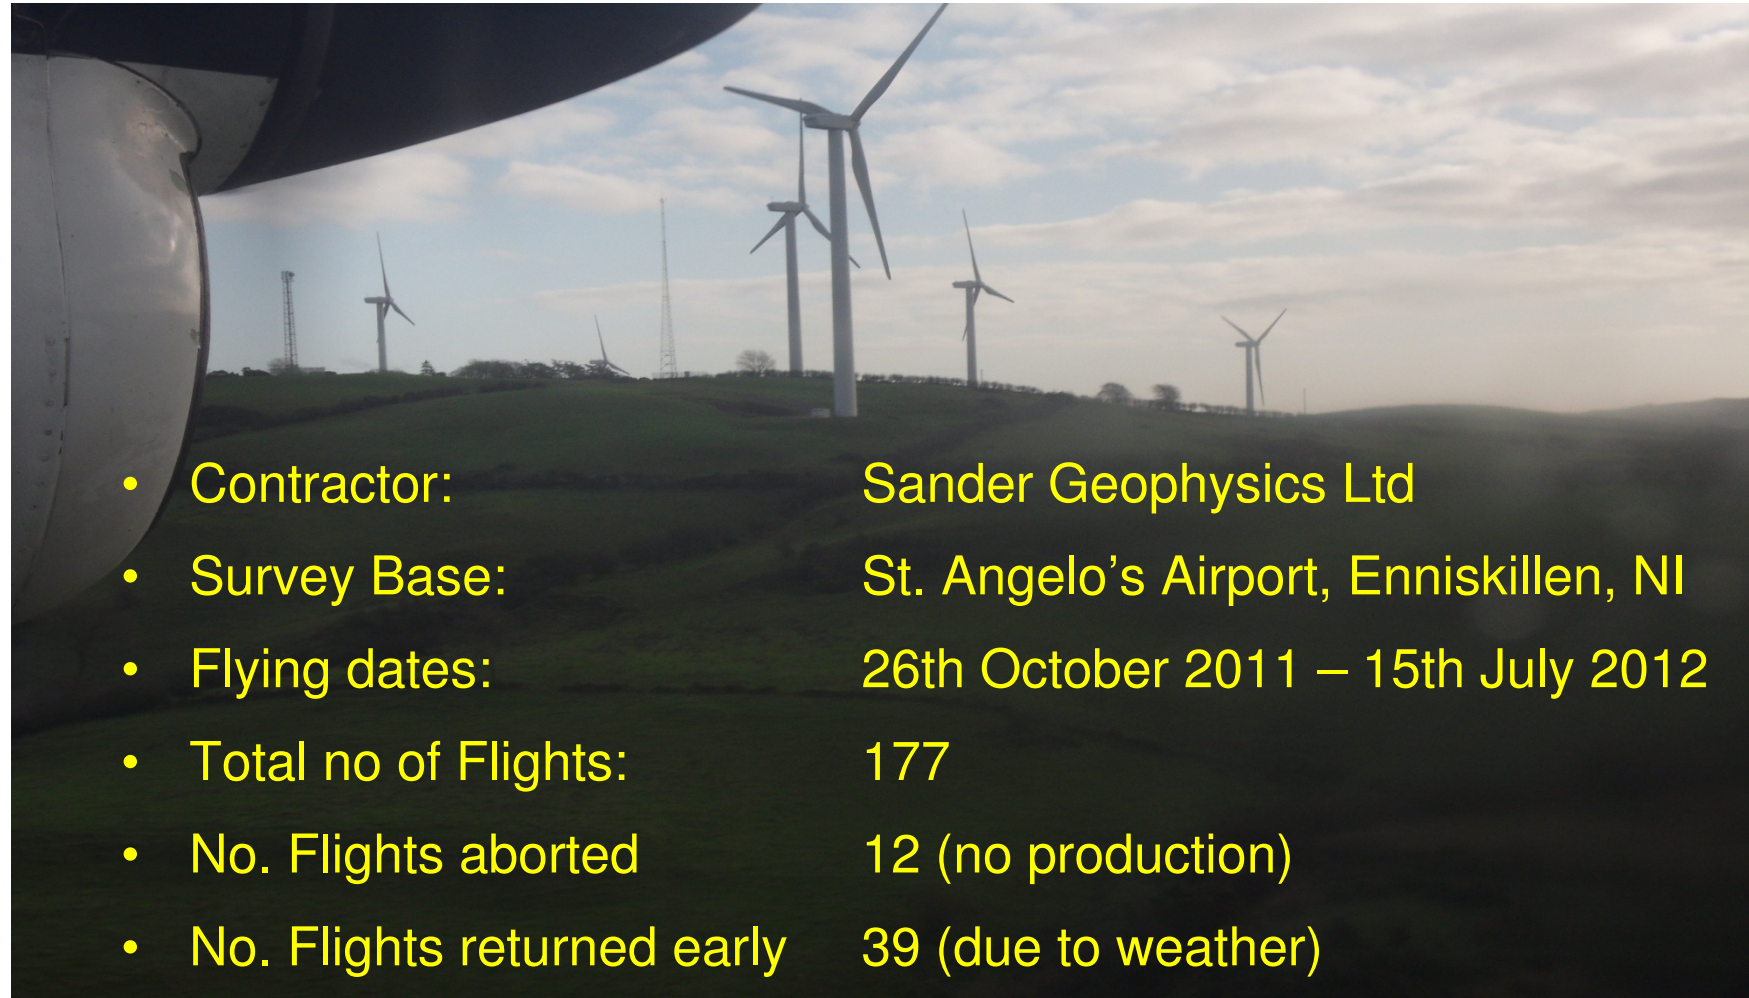 • Contractor: Sander Geophysics Ltd
• Survey Base: St. Angelo’s Airport, Enniskillen, NI
• Flying dates: 26th October 2011 – 15th July 2012
• Total no of Flights: 177
• No. Flights aborted 12 (no production)
• No. Flights returned early 39 (due to weather)